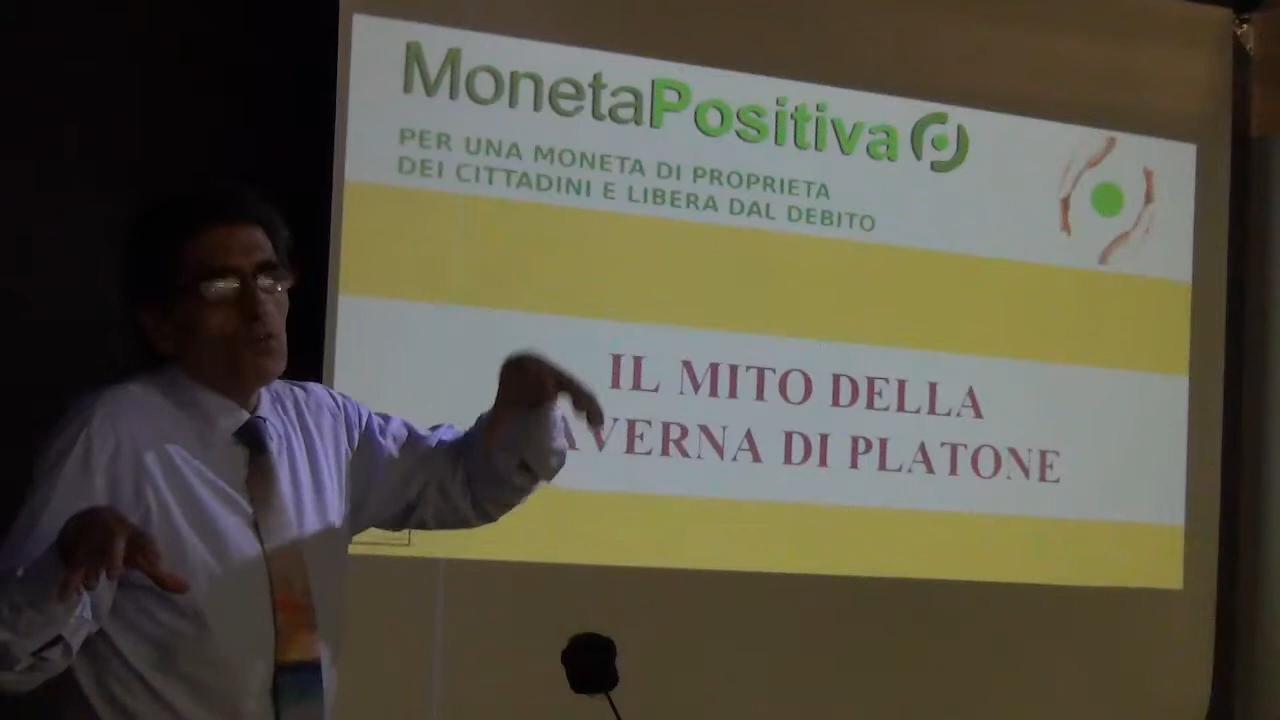 MonetaPositiva
PER UNA MONETA DI PROPRIETA
DEI CITTADINI E LIBERA DAL DEBITO
IL MITO DELLA
AVERNA DI PLATONE